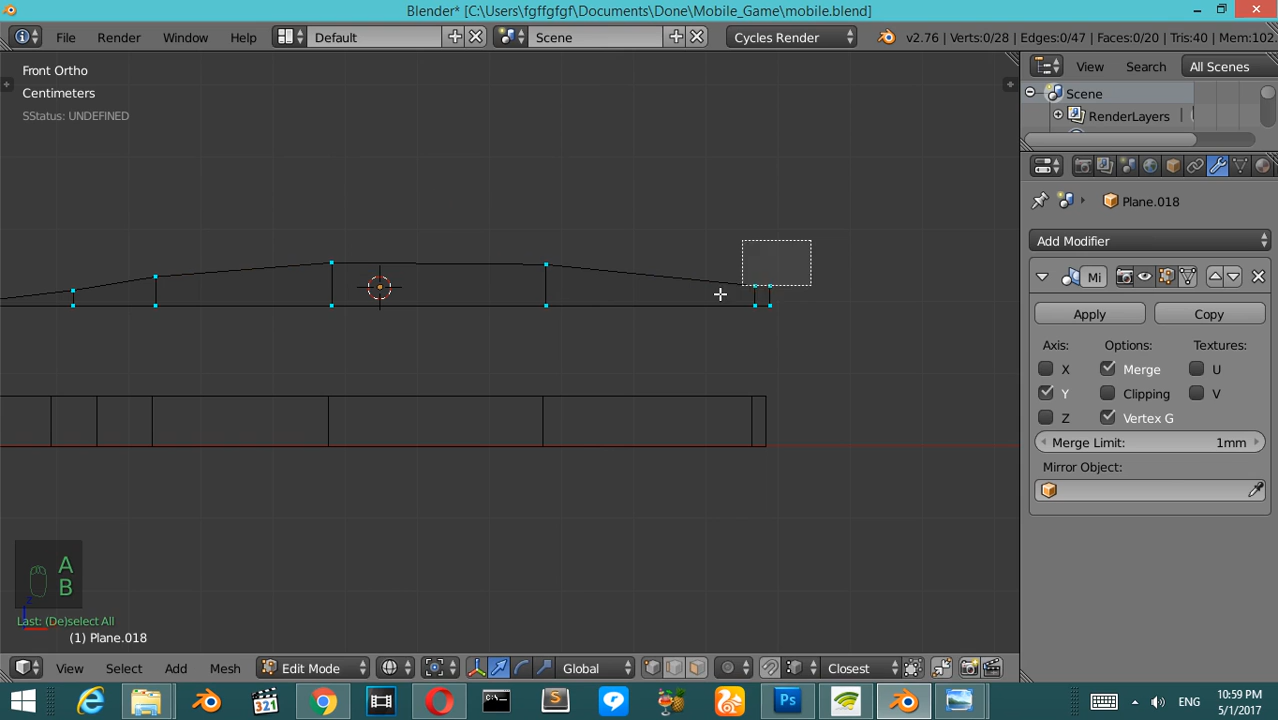 Blender* [C:\Users\fgffgfgf\Documents\Done\Mobile_Game\mobile.blend]
File Render Window Help Default Scene Cycles Render v2.76 | Verts:0/28 | Edges:0/47 | Faces:0/20 | Tris:40 | Mem:102.
Front Ortho
Centimeters
SStatus: UNDEFINED
View Search All Scenes
Scene
RenderLayers
Plane.018
Add Modifier
Mi
Apply Copy
Axis: Options: Textures:
X Merge U
Y Clipping V
Z Vertex G
Merge Limit: 1mm
Mirror Object:
A
B
Last: (De)select All
(1) Plane.018
View Select Add Mesh Edit Mode Global Closest
ENG
10:59 PM
5/1/2017